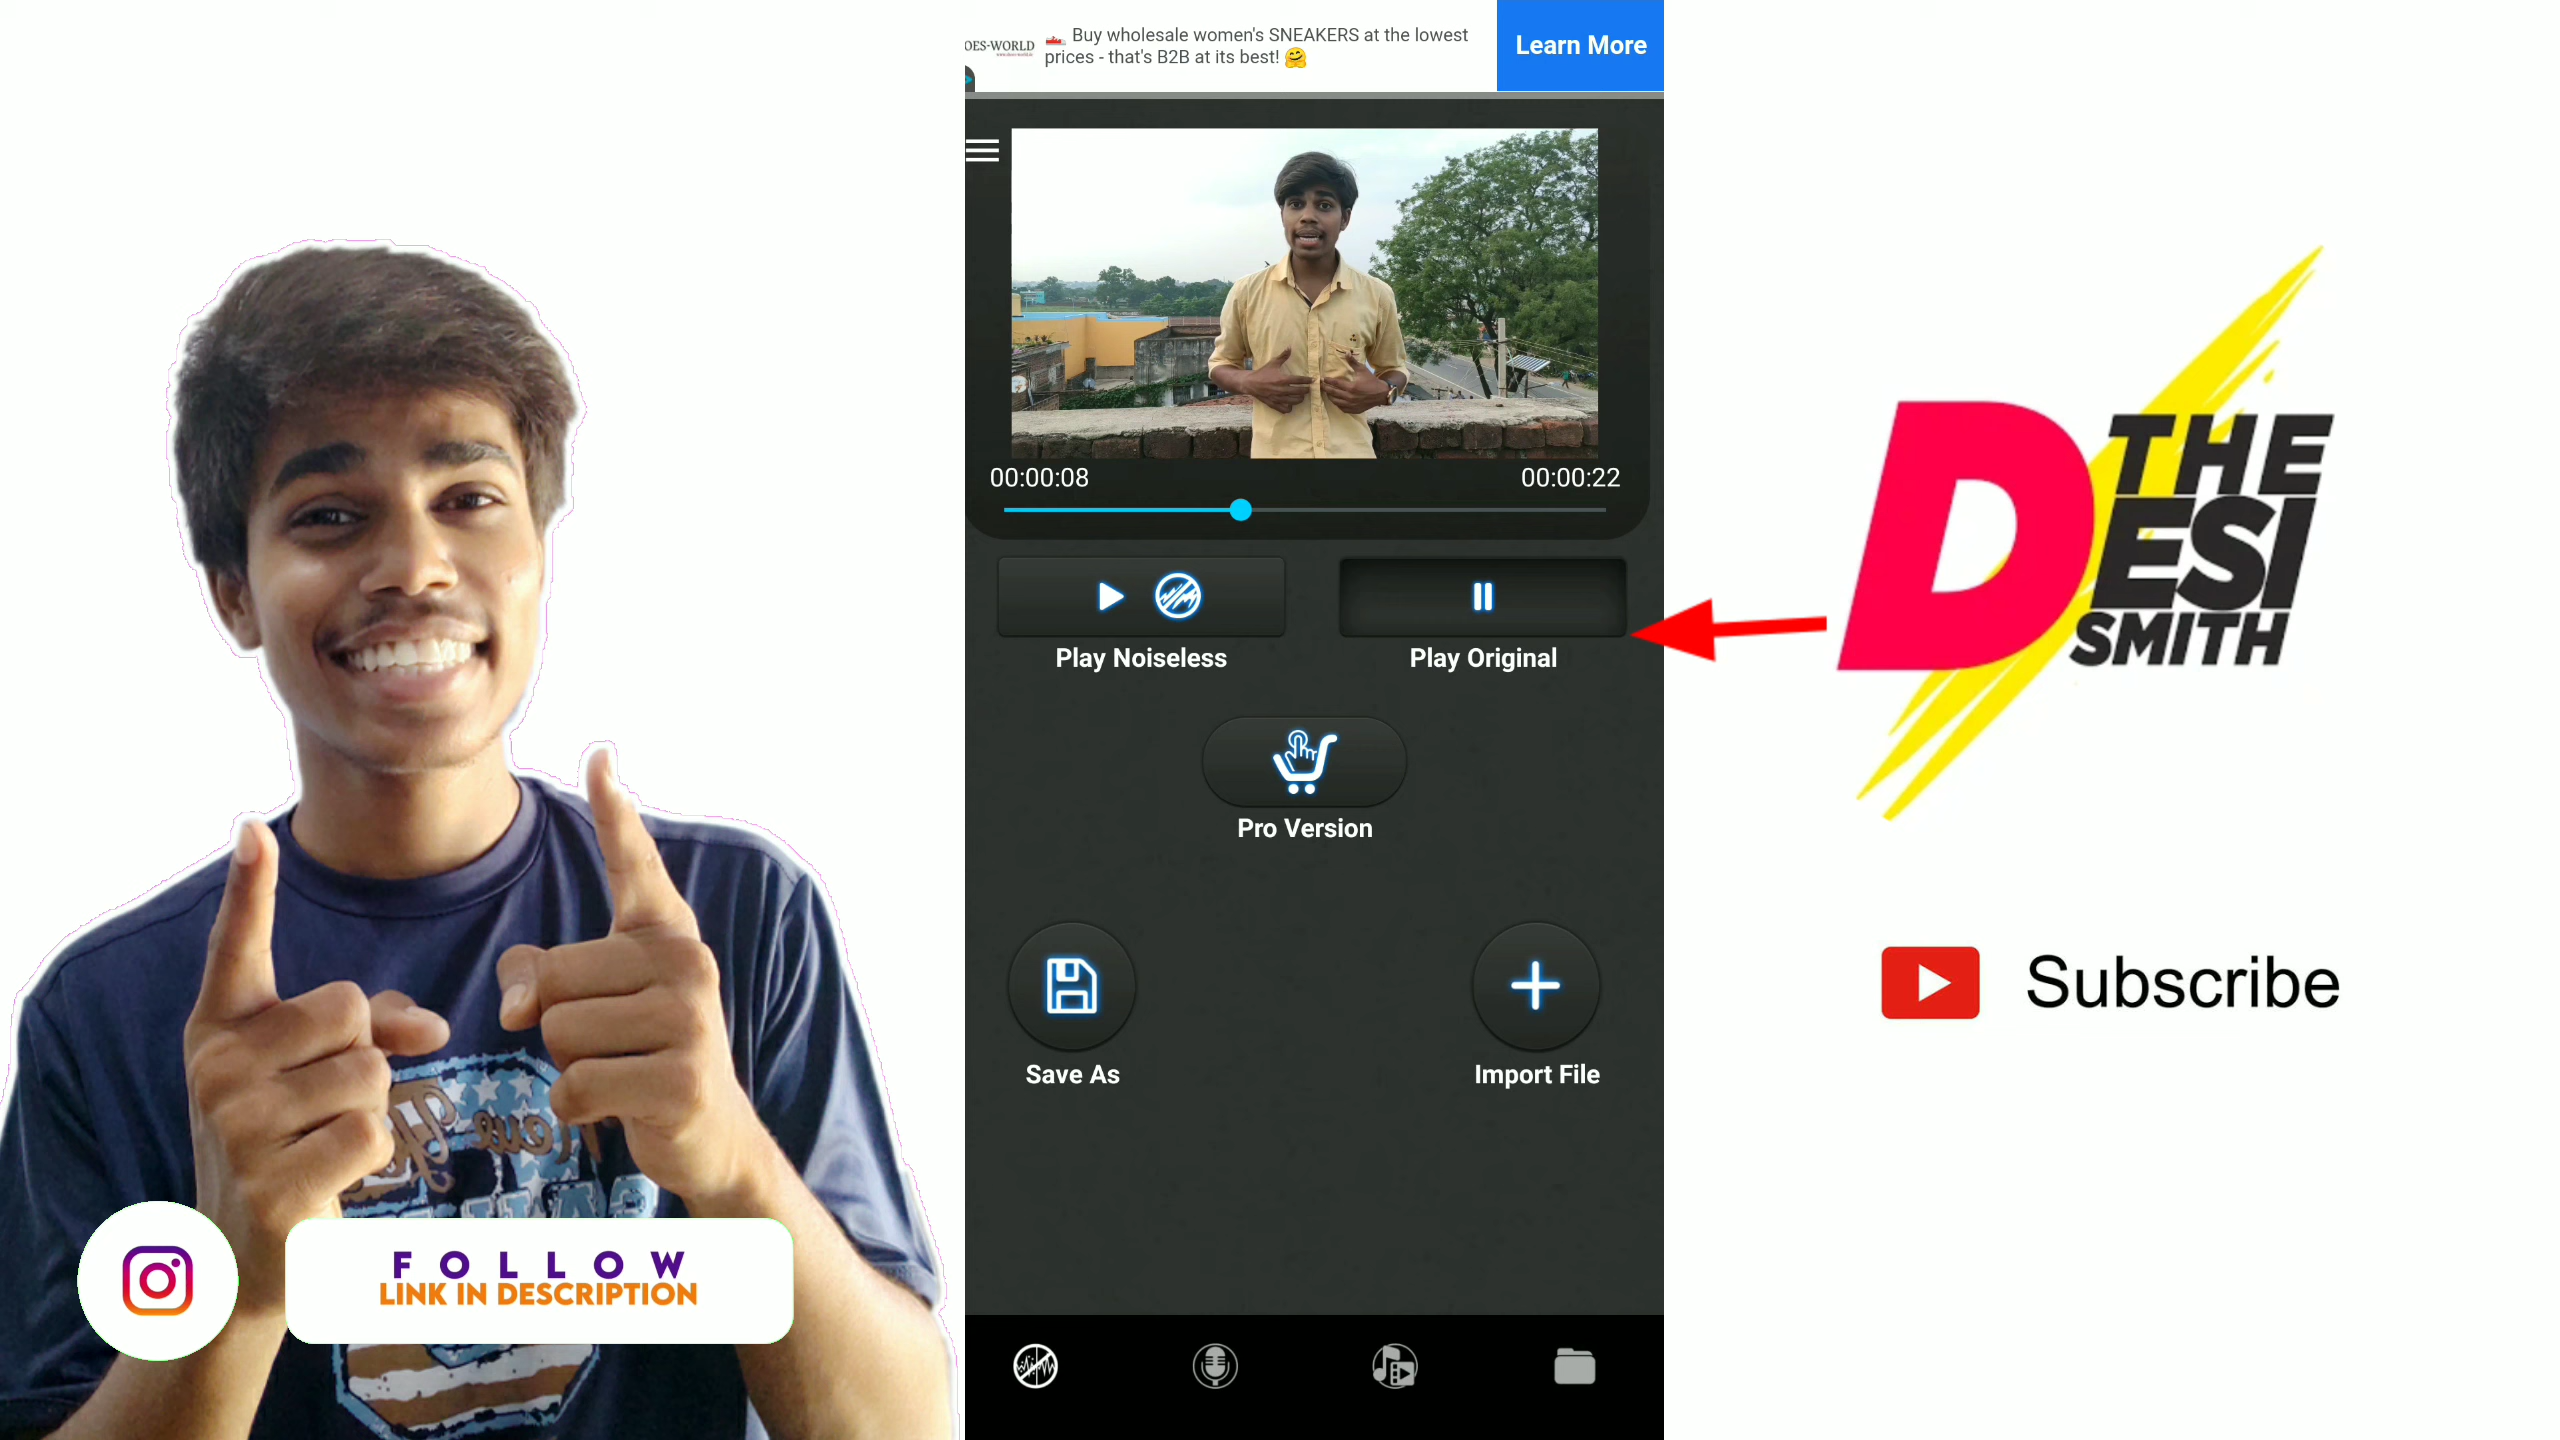 OES-WORLD
Buy wholesale women's SNEAKERS at the lowest
prices - that's B2B at its best! 🤗
Learn More
00:00:08
00:00:22
Play Noiseless
Play Original
Pro Version
Save As
Import File
D THE
ESI
SMITH
Subscribe
FOLLOW
LINK IN DESCRIPTION